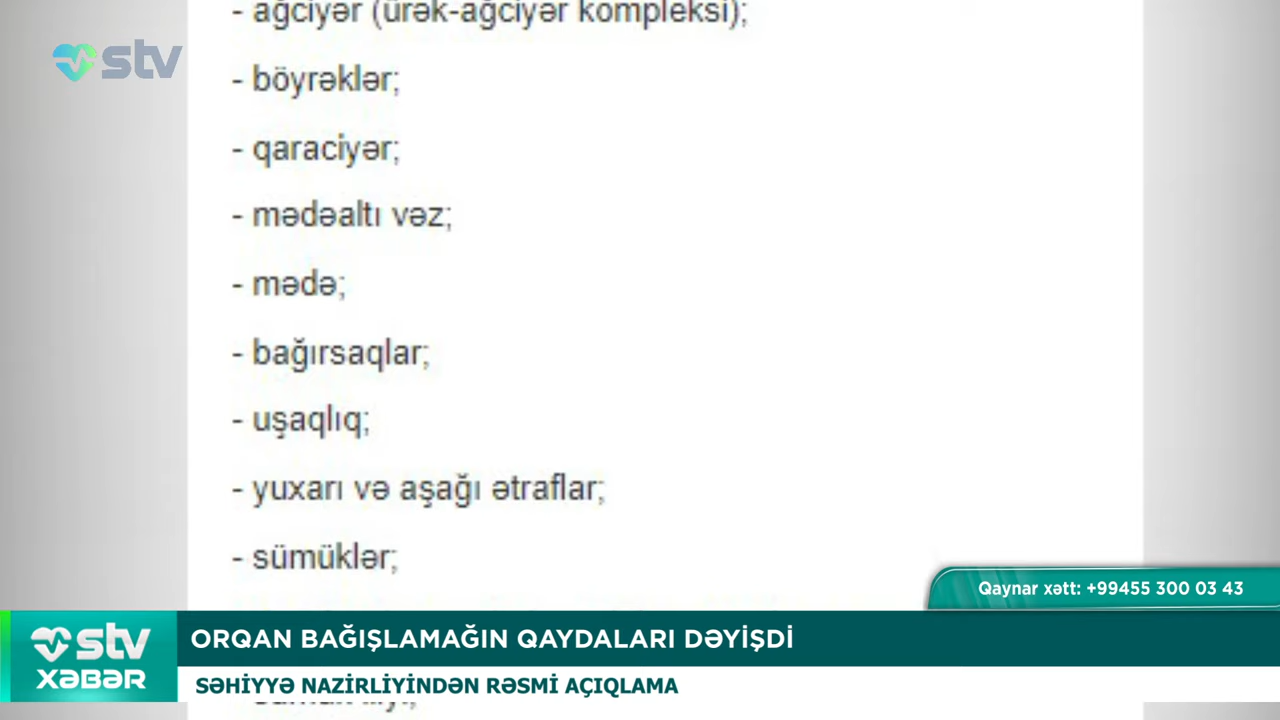 - ağciyər (ürək-ağciyər kompleksi);
stv
- böyrəklər;
- qaraciyər;
- mədəaltı vəz;
- mədə;
- bağırsaqlar;
- uşaqlıq;
- yuxarı və aşağı ətraflar;
- sümüklər;
Qaynar xətt: +99455 300 03 43
stv
XƏBƏR
ORQAN BAĞIŞLAMAĞIN QAYDALARI DƏYİŞDİ
SƏHİYYƏ NAZİRLİYİNDƏN RƏSMİ AÇIQLAMA